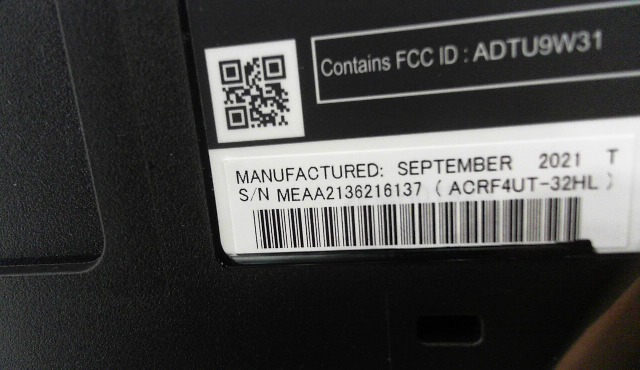 Contains FCC ID : ADTU9W31
MANUFACTURED: SEPTEMBER 2021 T
S/N MEAA2136216137 ( ACRF4UT-32HL )